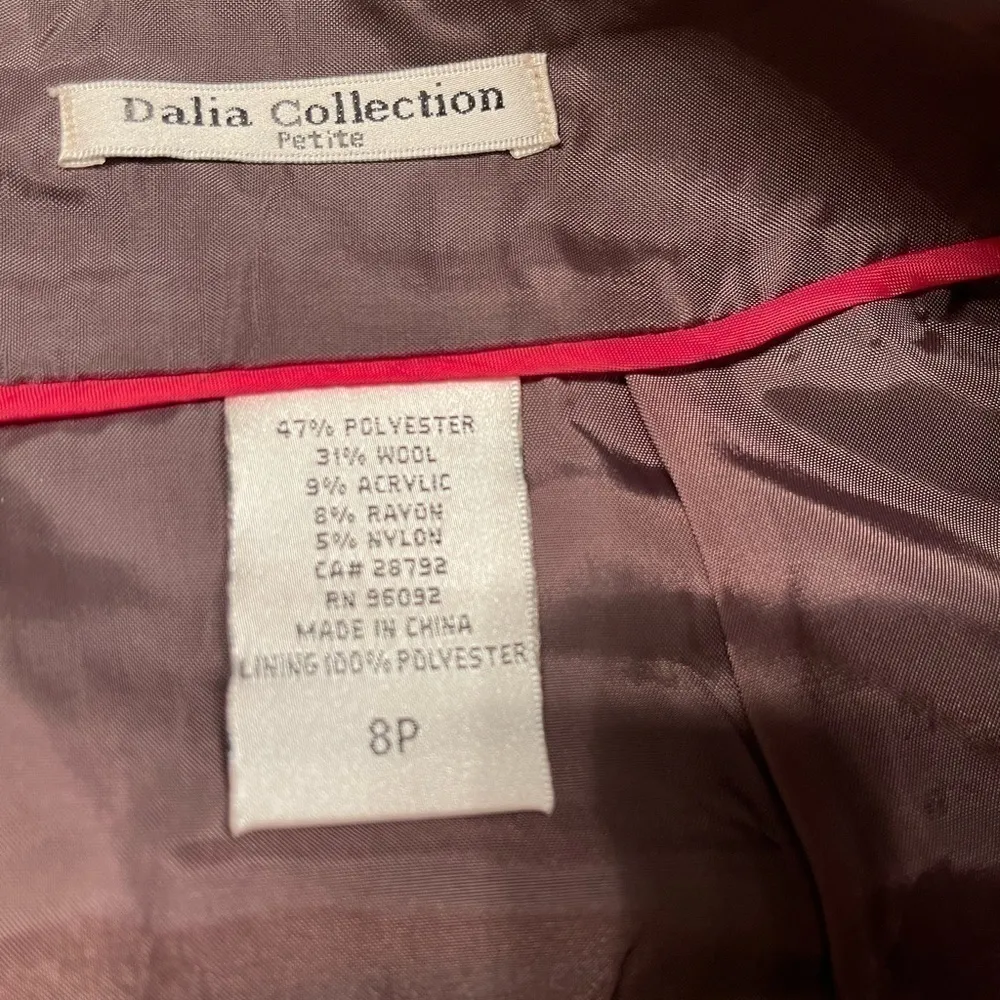 Dalia Collection
Petite
47% POLYESTER
31% WOOL
9% ACRYLIC
8% RAYON
5% NYLON
CA# 28792
RN 96092
MADE IN CHINA
LINING 100% POLYESTER
8P